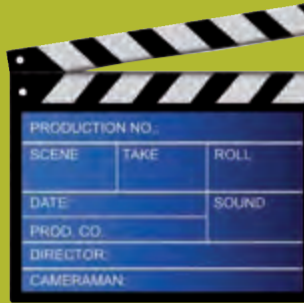 PRODUCTION NO.:
SCENE TAKE ROLL
DATE: SOUND
PROD. CO.
DIRECTOR:
CAMERAMAN: